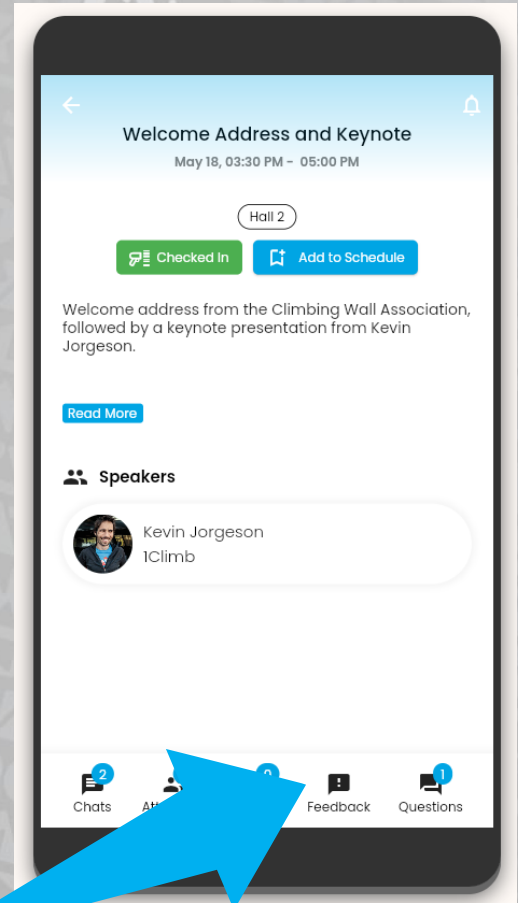 Welcome Address and Keynote
May 18, 03:30 PM - 05:00 PM
Hall 2
Checked In
Add to Schedule
Welcome address from the Climbing Wall Association,
followed by a keynote presentation from Kevin
Jorgeson.
Read More
Speakers
Kevin Jorgeson
1Climb
2
1
Chats
Feedback
Questions